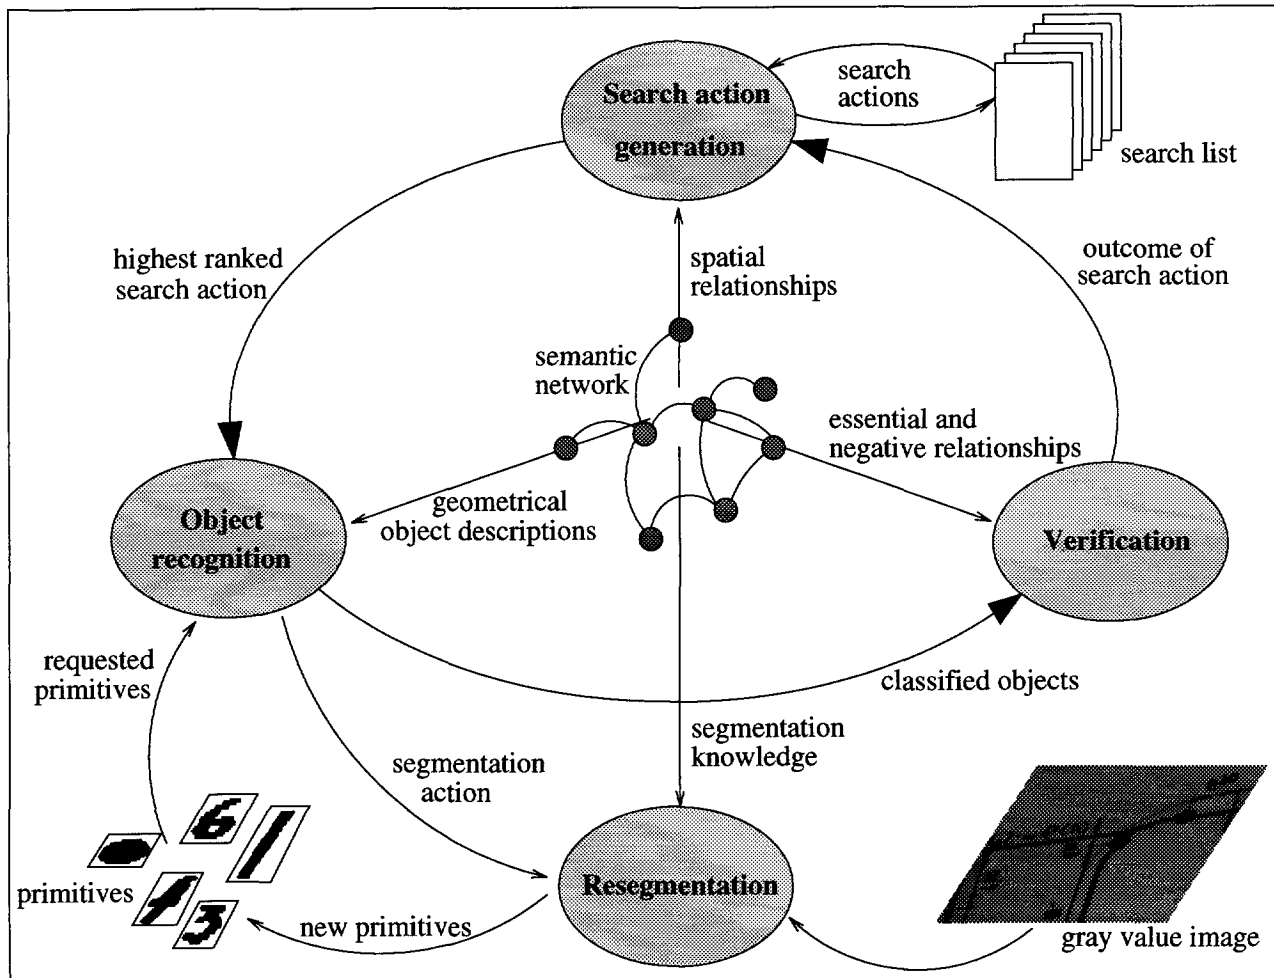 Search action
generation
search
actions
search list
highest ranked
search action
spatial
relationships
outcome of
search action
semantic
network
essential and
negative relationships
geometrical
object descriptions
Object
recognition
Verification
requested
primitives
classified objects
segmentation
knowledge
segmentation
action
6
primitives
3
Resegmentation
new primitives
gray value image